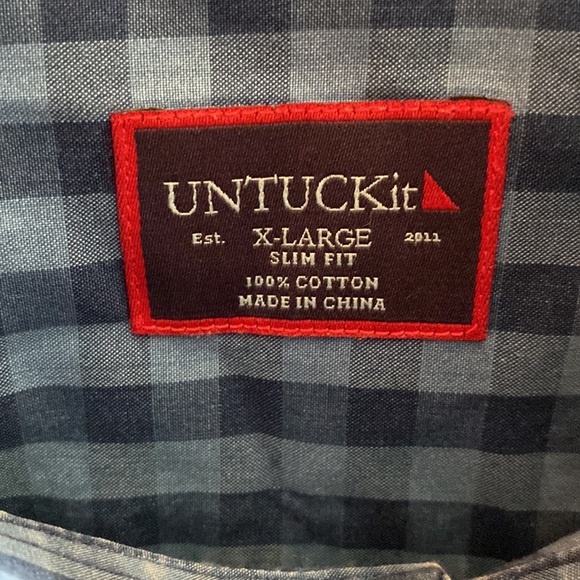 UNTUCKit
Est. X-LARGE 2011
SLIM FIT
100% COTTON
MADE IN CHINA